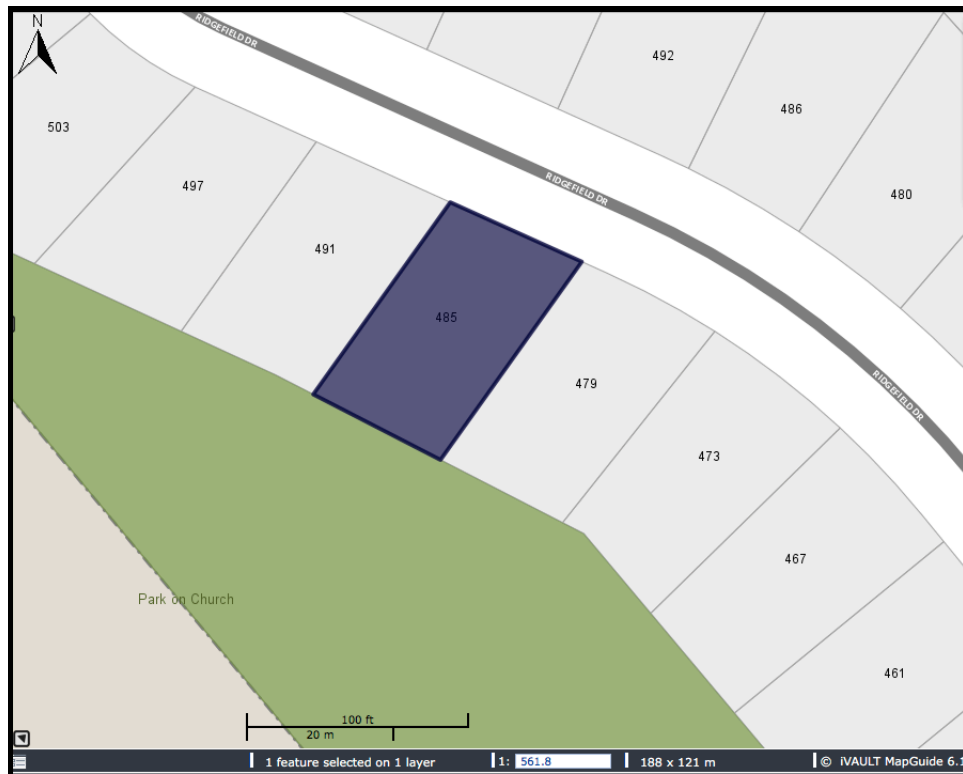 N
RIDGEFIELD DR
492
486
503
497
480
RIDGEFIELD DR
491
485
479
RIDGEFIELD DR
473
467
Park on Church
461
100 ft
20 m
1 feature selected on 1 layer
1: 561.8
188 x 121 m
© iVAULT MapGuide 6.1